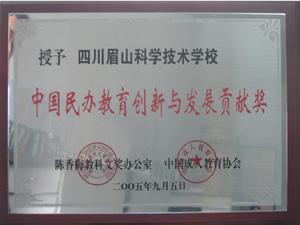 授予 四川眉山科学技术学校
中国民办教育创新与发展贡献奖
陈香梅教科文奖办公室 中国成人教育协会
二〇〇五年九月五日